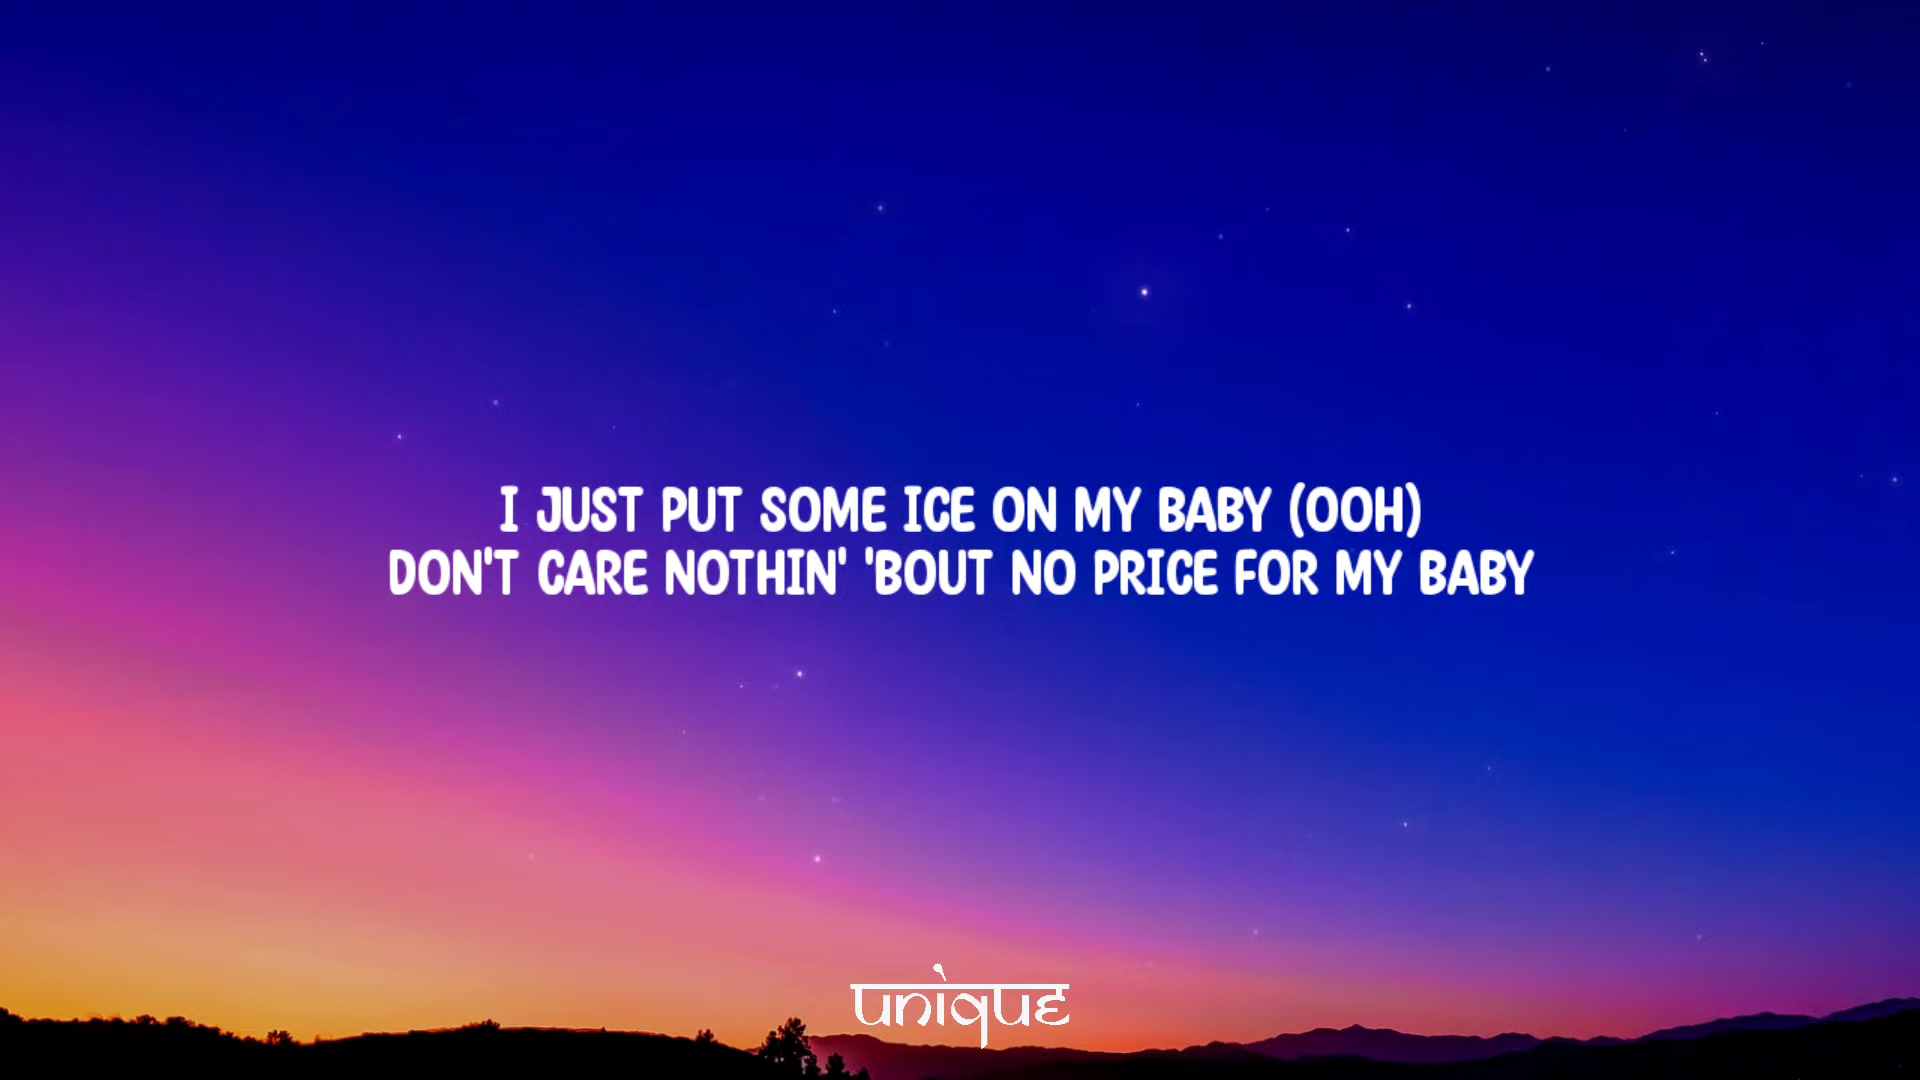 I JUST PUT SOME ICE ON MY BABY (OOH)
DON'T CARE NOTHIN' 'BOUT NO PRICE FOR MY BABY
unique